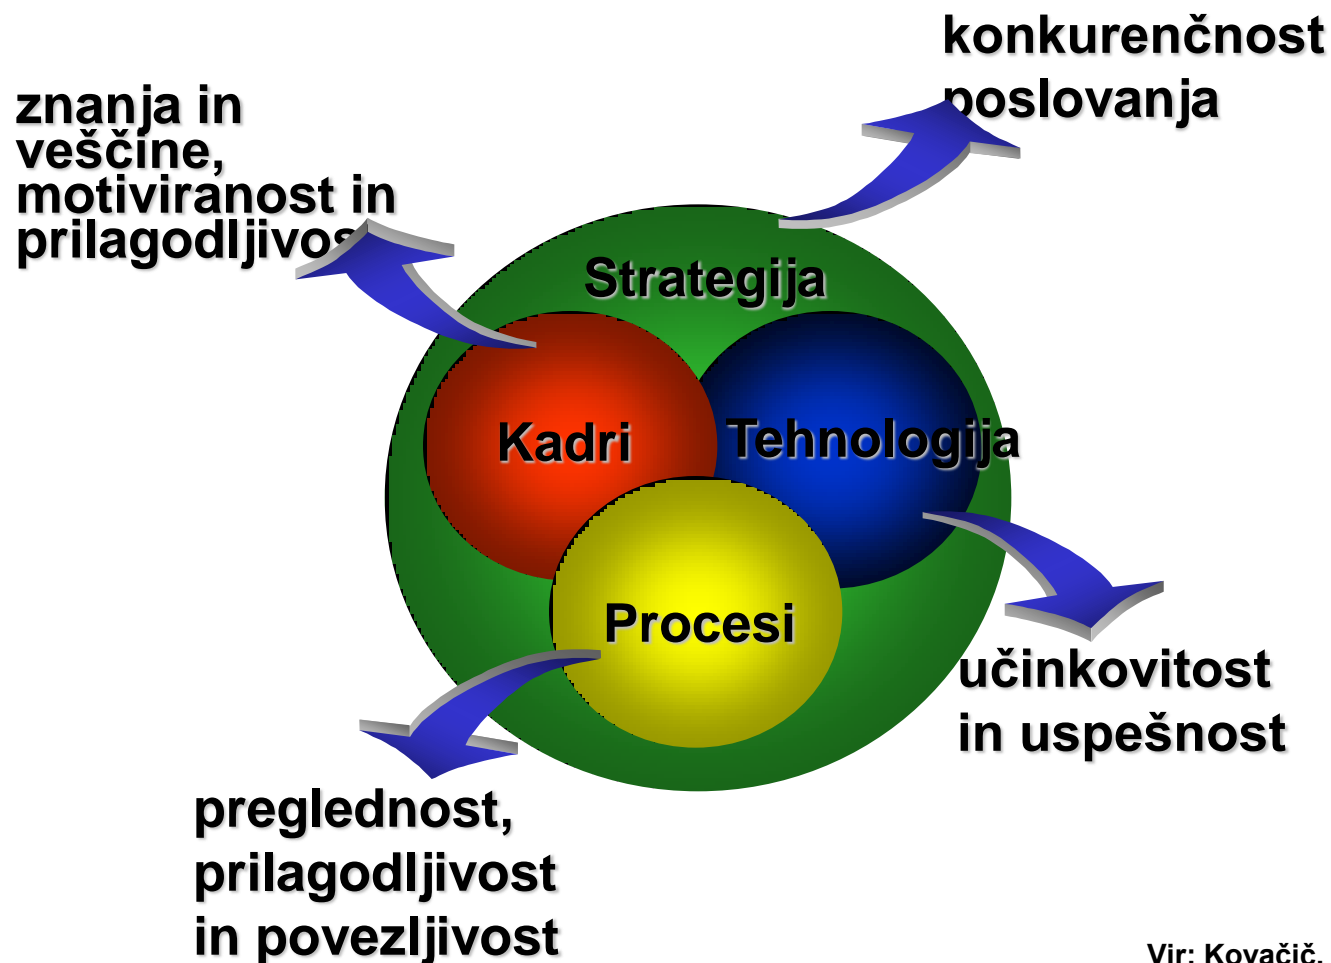 konkurenčnost
poslovanja
znanja in
veščine,
motiviranost in
prilagodljivost
Strategija
Kadri
Tehnologija
Procesi
učinkovitost
in uspešnost
preglednost,
prilagodljivost
in povezljivost
Vir: Kovačič,